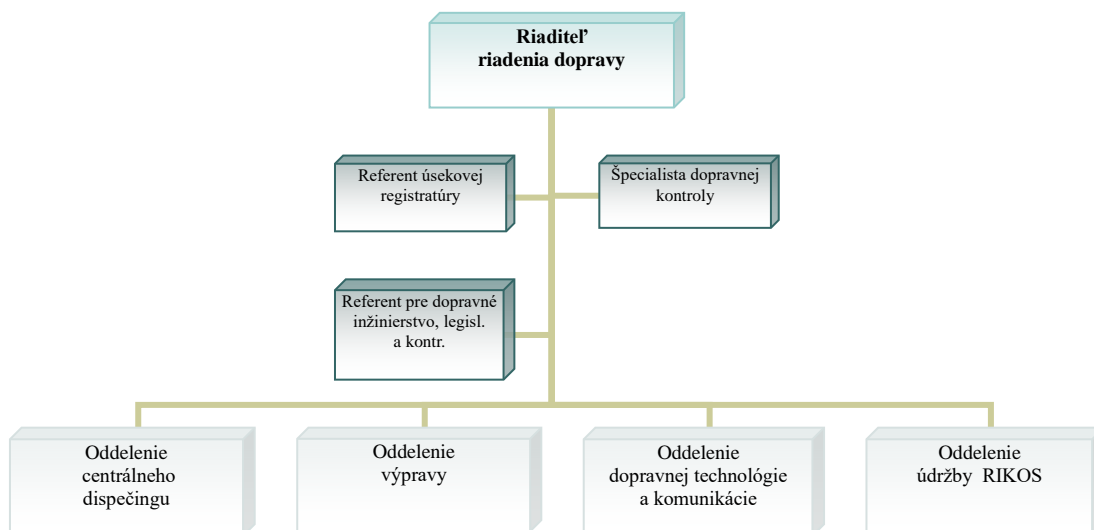 Riaditeľ
riadenia dopravy
Referent úsekovej
registratúry
Špecialista dopravnej
kontroly
Referent pre dopravné
inžinierstvo, legisl.
a kontr.
Oddelenie
centrálneho
dispečingu
Oddelenie
výpravy
Oddelenie
dopravnej technológie
a komunikácie
Oddelenie
údržby RIKOS